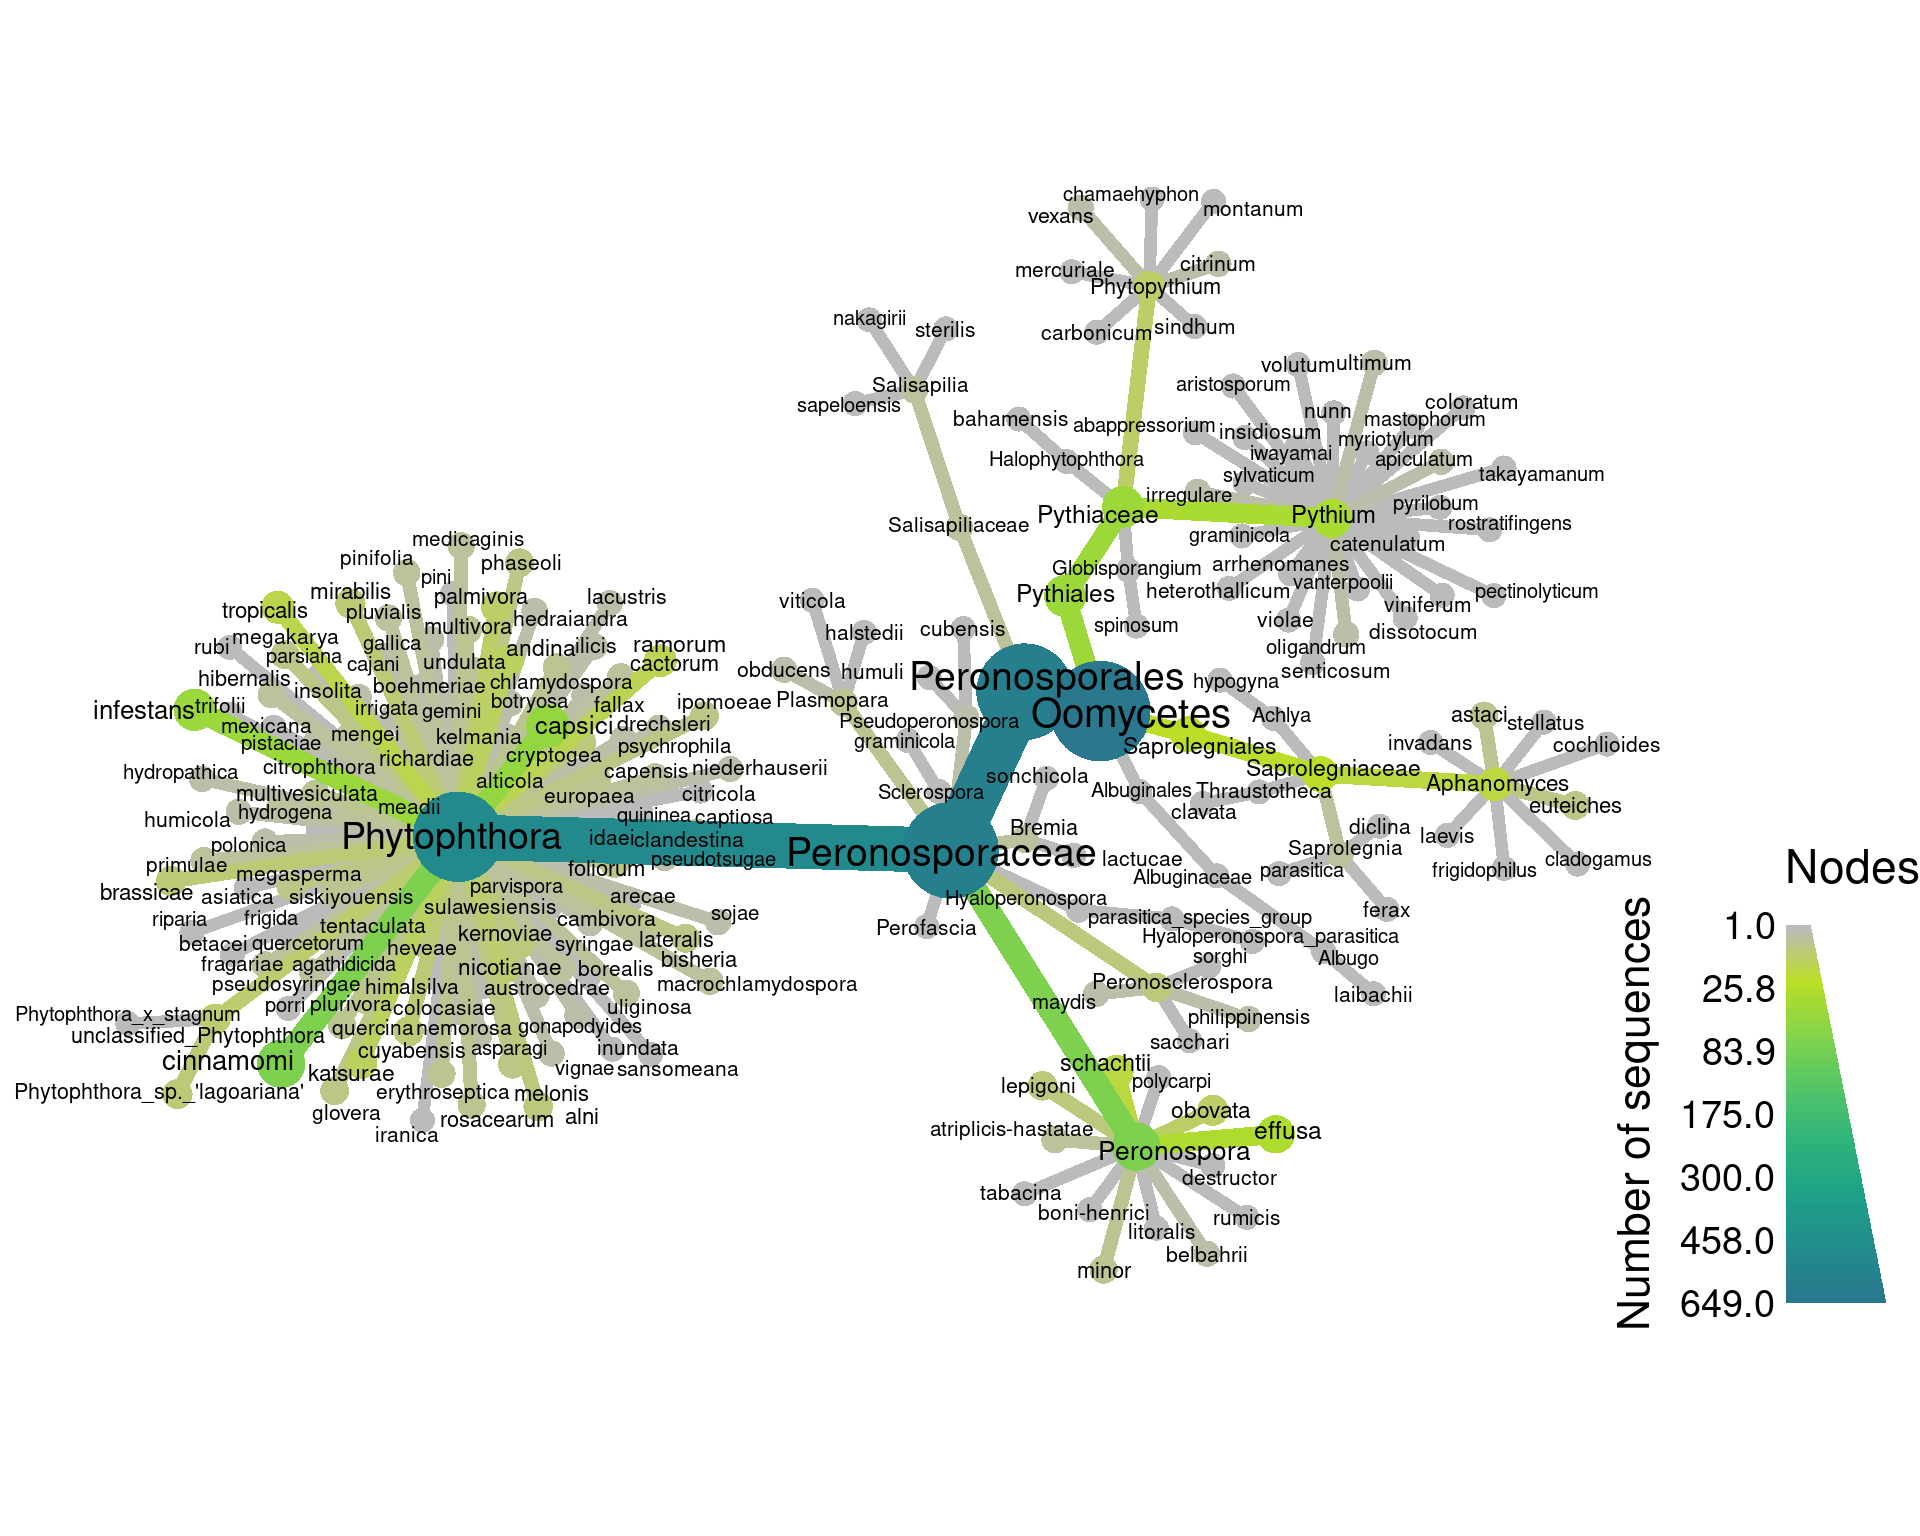 chamaehyphon
vexans
montanum
mercuriale
citrinum
Phytopythium
carbonicum
sindhum
nakagirii
sterilis
Salisapilia
sapeloensis
bahamensis
abappressorium
Halophytophthora
Salisapiliaceae
Pythiaceae
irregulare
Pythium
volutum
ultimum
aristosporum
nunn
coloratum
mastophorum
insidiosum
myriotylum
iwayamai
apiculatum
sylvaticum
takayamanum
pyrilobum
rostratifingens
graminicola
catenulatum
arrhenomanes
vanterpoolii
heterothallicum
viniferum
pectinolyticum
violae
dissotocum
oligandrum
senticosum
Globisporangium
Pythiales
spinosum
viticola
halstedii
cubensis
obducens
humuli
Plasmopara
Pseudoperonospora
graminicola
Sclerospora
Peronosporales
Oomycetes
hypogyna
Achlya
Saprolegniales
Saprolegniaceae
Thraustotheca
clavata
Aphanomyces
astaci
stellatus
invadans
cochlioides
euteiches
laevis
frigidophilus
cladogamus
diclina
Saprolegnia
parasitica
ferax
Albuginales
Albuginaceae
Albugo
laibachii
sonchicola
Bremia
lactucae
Peronosporaceae
Hyaloperonospora
parasitica_species_group
Hyaloperonospora_parasitica
Perofascia
sorghi
Peronosclerospora
maydis
philippinensis
sacchari
schachtii
lepigoni
polycarpi
obovata
atriplicis-hastatae
effusa
Peronospora
destructor
tabacina
boni-henrici
rumicis
litoralis
belbahrii
minor
medicaginis
pinifolia
phaseoli
pini
mirabilis
palmivora
lacustris
tropicalis
pluvialis
multivora
hedraiandra
megakarya
gallica
rubi
parsiana
cajani
undulata
andina
ilicis
ramorum
cactorum
hibernalis
insolita
boehmeriae
chlamydospora
botryosa
fallax
ipomoeae
infestans
trifolii
irrigata
gemini
mexicana
capsici
drechsleri
pistaciae
mengei
kelmania
psychrophila
richardiae
cryptogea
citrophthora
hydropathica
alticola
capensis
niederhauserii
multivesiculata
europaea
citricola
meadii
hydrogena
humicola
quininea
captiosa
Phytophthora
idaei
clandestina
polonica
primulae
pseudotsugae
foliorum
megasperma
brassicae
asiatica
siskiyouensis
parvispora
arecae
sulawesiensis
riparia
frigida
cambivora
sojae
tentaculata
kernoviae
betacei
quercetorum
heveae
syringae
lateralis
fragariae
agathidicida
nicotianae
borealis
bisheria
pseudosyringae
himalsilva
austrocedrae
macrochlamydospora
porri
plurivora
colocasiae
uliginosa
Phytophthora_x_stagnum
quercina
nemorosa
gonapodyides
unclassified_Phytophthora
cuyabensis
asparagi
inundata
cinnamomi
katsurae
vignae
sansomeana
Phytophthora_sp._'lagoariana'
erythroseptica
melonis
glovera
rosacearum
alni
iranica
Nodes
Number of sequences
1.0
25.8
83.9
175.0
300.0
458.0
649.0